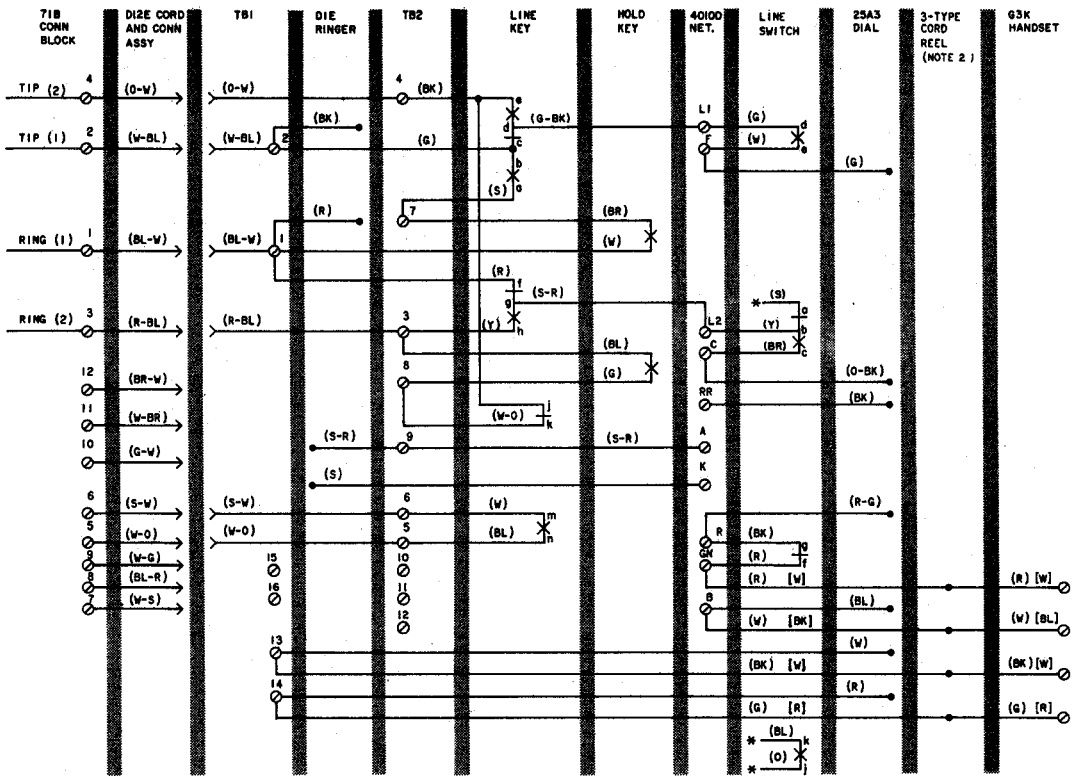 71B CONN BLOCK
D12E CORD AND CONN ASSY
TB1
DIE RINGER
TB2
LINE KEY
HOLD KEY
4010D NET.
LINE SWITCH
25A3 DIAL
3-TYPE CORD REEL (NOTE 2)
G3K HANDSET
TIP (2) 4 (O-W) (O-W) 4 (BK) e
(BK) d (G-BK) L1 (G) d
TIP (1) 2 (W-BL) (W-BL) 2 (G) c F (W) e
b (G)
(S) a
(R) 7 (BR)
RING (1) 1 (BL-W) (BL-W) 1 (W)
(R) f
g (S-R) * (S) a
RING (2) 3 (R-BL) (R-BL) 3 (Y) h L2 (Y) b
(BL) C (BR) c
8 (G) (O-BK)
12 (BR-W) RR (BK)
j
11 (W-BR) (W-O) k
10 (G-W) (S-R) 9 (S-R) A
(S) K
6 (S-W) (S-W) 6 (W) m (R-G)
5 (W-O) (W-O) 5 (BL) n R (BK) g
9 (W-G) 15 10 GN (R) f
8 (BL-R) (R) [W] (R) [W]
7 (W-S) 16 11 B (BL)
12 (W) [BK] (W) [BL]
13 (W)
(BK) [W] (BK) [W]
14 (R)
(G) [R] (G) [R]
* (BL) k
* (O) j